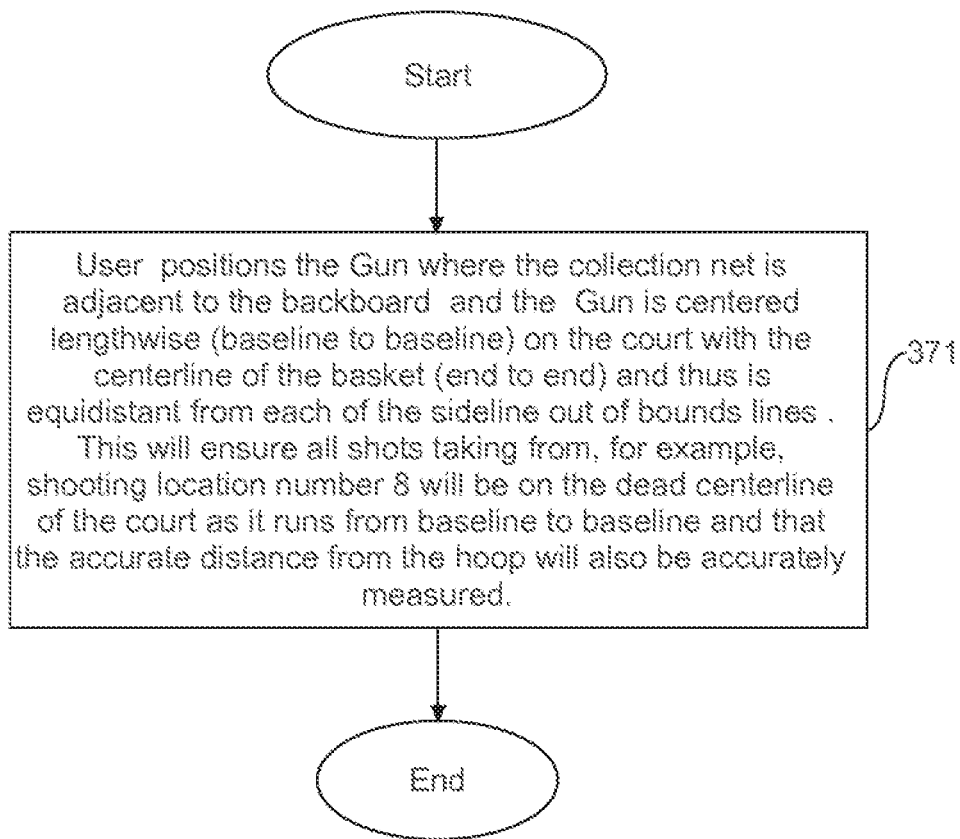 Start
User positions the Gun where the collection net is
adjacent to the backboard and the Gun is centered
lengthwise (baseline to baseline) on the court with the
centerline of the basket (end to end) and thus is
equidistant from each of the sideline out of bounds lines .
This will ensure all shots taking from, for example,
shooting location number 8 will be on the dead centerline
of the court as it runs from baseline to baseline and that
the accurate distance from the hoop will also be accurately
measured.
371
End